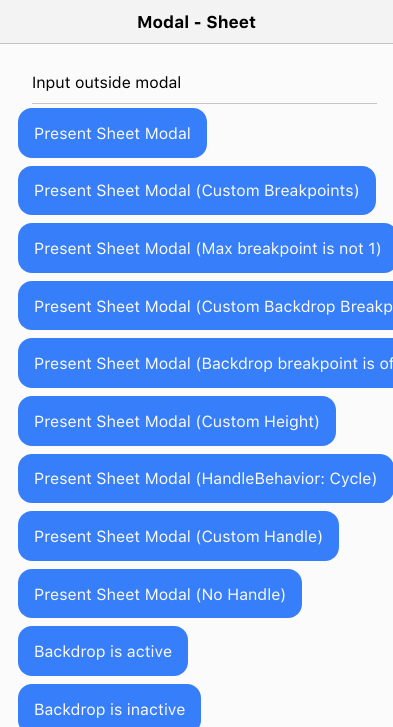 Modal - Sheet
Input outside modal
Present Sheet Modal
Present Sheet Modal (Custom Breakpoints)
Present Sheet Modal (Max breakpoint is not 1)
Present Sheet Modal (Custom Backdrop Breakp
Present Sheet Modal (Backdrop breakpoint is of
Present Sheet Modal (Custom Height)
Present Sheet Modal (HandleBehavior: Cycle)
Present Sheet Modal (Custom Handle)
Present Sheet Modal (No Handle)
Backdrop is active
Backdrop is inactive